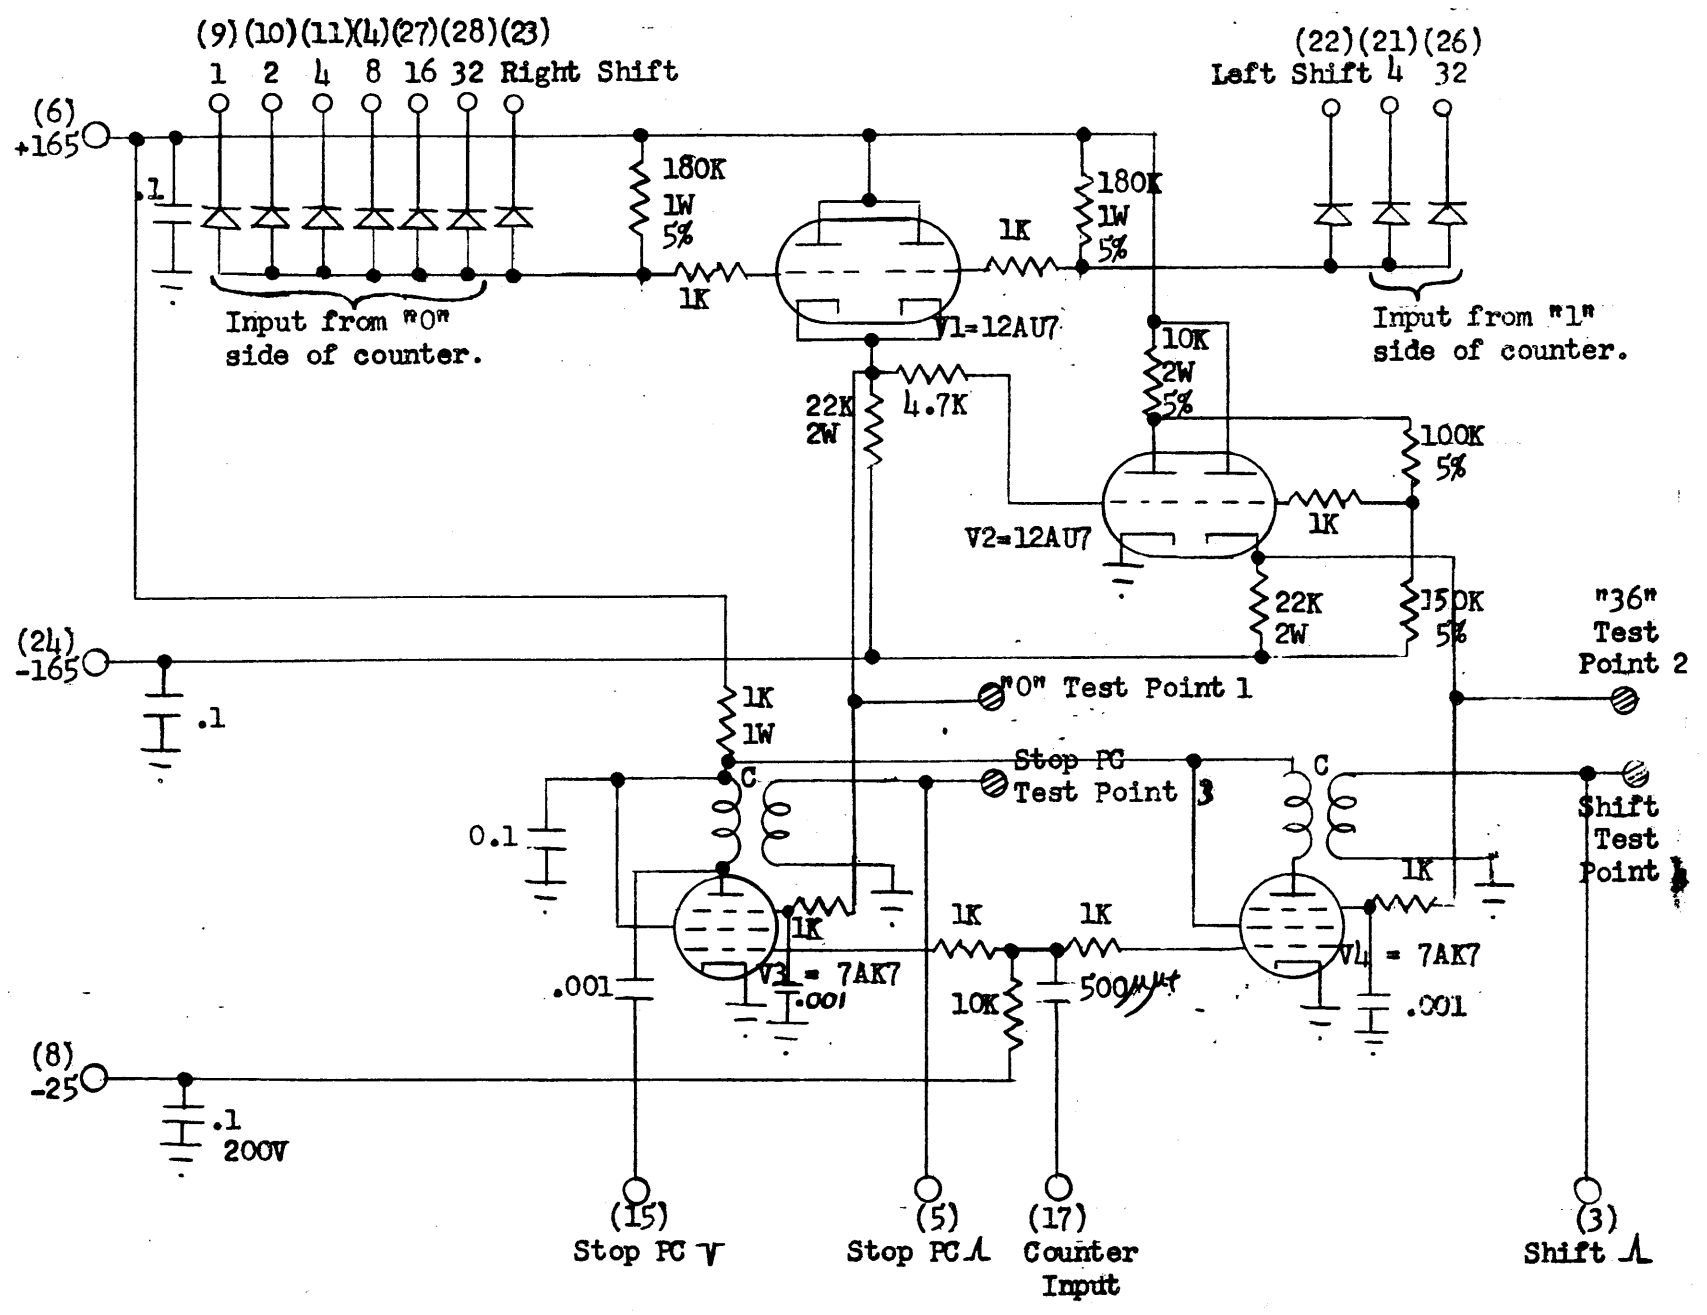 (9) (10) (11) (4) (27) (28) (23)
1 2 4 8 16 32 Right Shift
(22) (21) (26)
Left Shift 4 32
(6)
+165
.1
180K
1W
5%
1K
1K
180K
1W
5%
Input from "0"
side of counter.
V1=12AU7
Input from "1"
side of counter.
10K
2W
5%
22K
2W
4.7K
100K
5%
1K
V2=12AU7
22K
2W
150K
5%
"36"
Test
Point 2
(24)
-165
.1
"0" Test Point 1
1K
1W
C
Stop PC
Test Point 3
C
Shift
Test
Point
0.1
1K
1K
1K
1K
V3 = 7AK7
V4 = 7AK7
.001
.001
10K
500μμf
.001
(8)
-25
.1
200V
(15)
Stop PC
(5)
Stop PC
(17)
Counter
Input
(3)
Shift